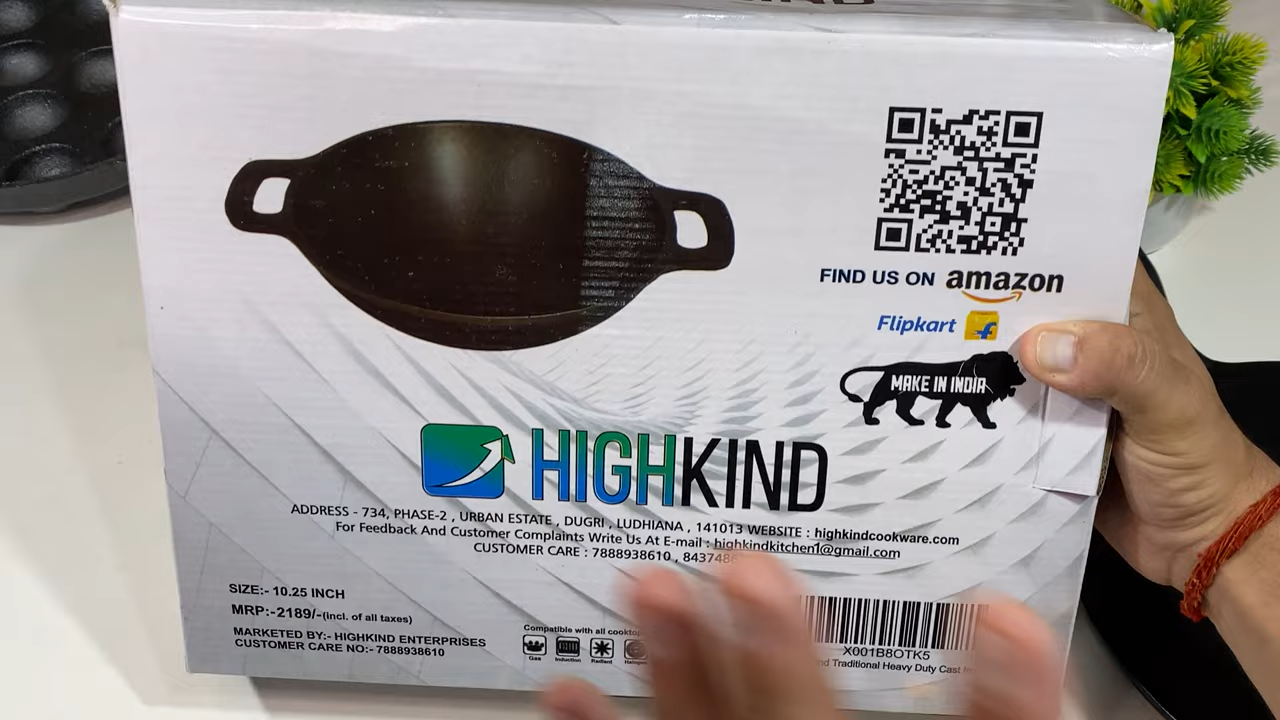 FIND US ON amazon
Flipkart
MAKE IN INDIA
HIGHKIND
ADDRESS - 734, PHASE-2 , URBAN ESTATE , DUGRI , LUDHIANA , 141013 WEBSITE : highkindcookware.com
For Feedback And Customer Complaints Write Us At E-mail : highkindkitchen1@gmail.com
CUSTOMER CARE : 7888938610 , 843748
SIZE:- 10.25 INCH
MRP:-2189/-(incl. of all taxes)
MARKETED BY:- HIGHKIND ENTERPRISES
CUSTOMER CARE NO:- 7888938610
Compatible with all
Gas Induction Radiant
X001B8OTK5
Traditional Heavy Duty Cast